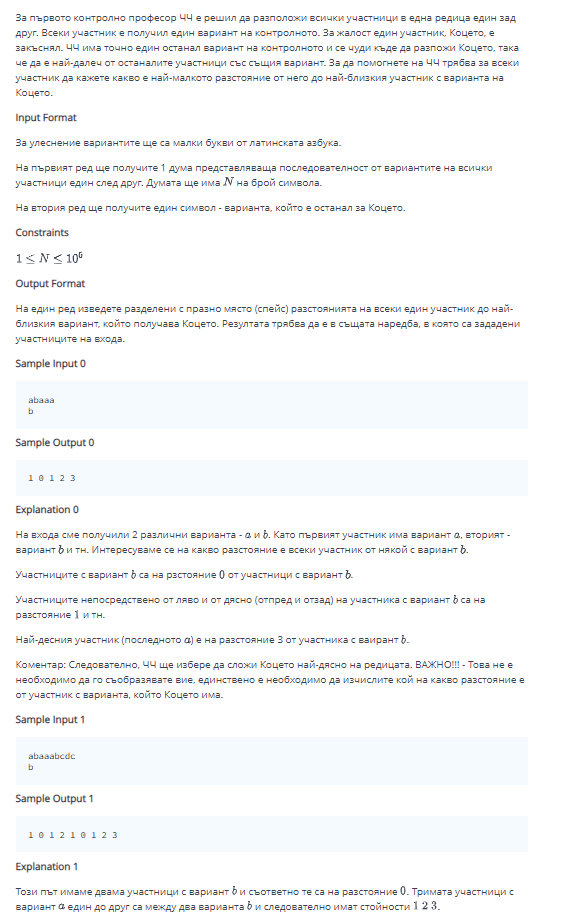 За първото контролно професор ЧЧ е решил да разположи всички участници в една редица един зад
друг. Всеки участник е получил един вариант на контролното. За жалост един участник, Коцето, е
закъснял. ЧЧ има точно един останал вариант на контролното и се чуди къде да разпожи Коцето, така
че да е най-далеч от останалите участници със същия вариант. За да помогнете на ЧЧ трябва за всеки
участник да кажете какво е най-малкото разстояние от него до най-близкия участник с варианта на
Коцето.
Input Format
За улеснение вариантите ще са малки букви от латинската азбука.
На първият ред ще получите 1 дума представляваща последователност от вариантите на всички
участници един след друг. Думата ще има N на брой символа.
На втория ред ще получите един символ - варианта, който е останал за Коцето.
Constraints
1 ≤ N ≤ 10⁶
Output Format
На един ред изведете разделени с празно място (спейс) разстоянията на всеки един участник до най-
близкия вариант, който получава Коцето. Резултата трябва да е в същата наредба, в която са зададени
участниците на входа.
Sample Input 0
abaaa
b
Sample Output 0
1 0 1 2 3
Explanation 0
На входа сме получили 2 различни варианта - a и b. Като първият участник има вариант a, вторият -
вариант b и тн. Интересуваме се на какво разстояние е всеки участник от някой с вариант b.
Участниците с вариант b са на рзстояние 0 от участници с вариант b.
Участниците непосредствено от ляво и от дясно (отпред и отзад) на участника с вариант b са на
разстояние 1 и тн.
Най-десния участник (последното a) е на разстояние 3 от участника с ваирант b.
Коментар: Следователно, ЧЧ ще избере да сложи Коцето най-дясно на редицата. ВАЖНО!!! - Това не е
необходимо да го съобразявате вие, единствено е необходимо да изчислите кой на какво разстояние е
от участник с варианта, който Коцето има.
Sample Input 1
abaaabcdc
b
Sample Output 1
1 0 1 2 1 0 1 2 3
Explanation 1
Този път имаме двама участници с вариант b и съответно те са на разстояние 0. Тримата участници с
вариант a един до друг са между два варианта b и следователно имат стойности 1 2 3.